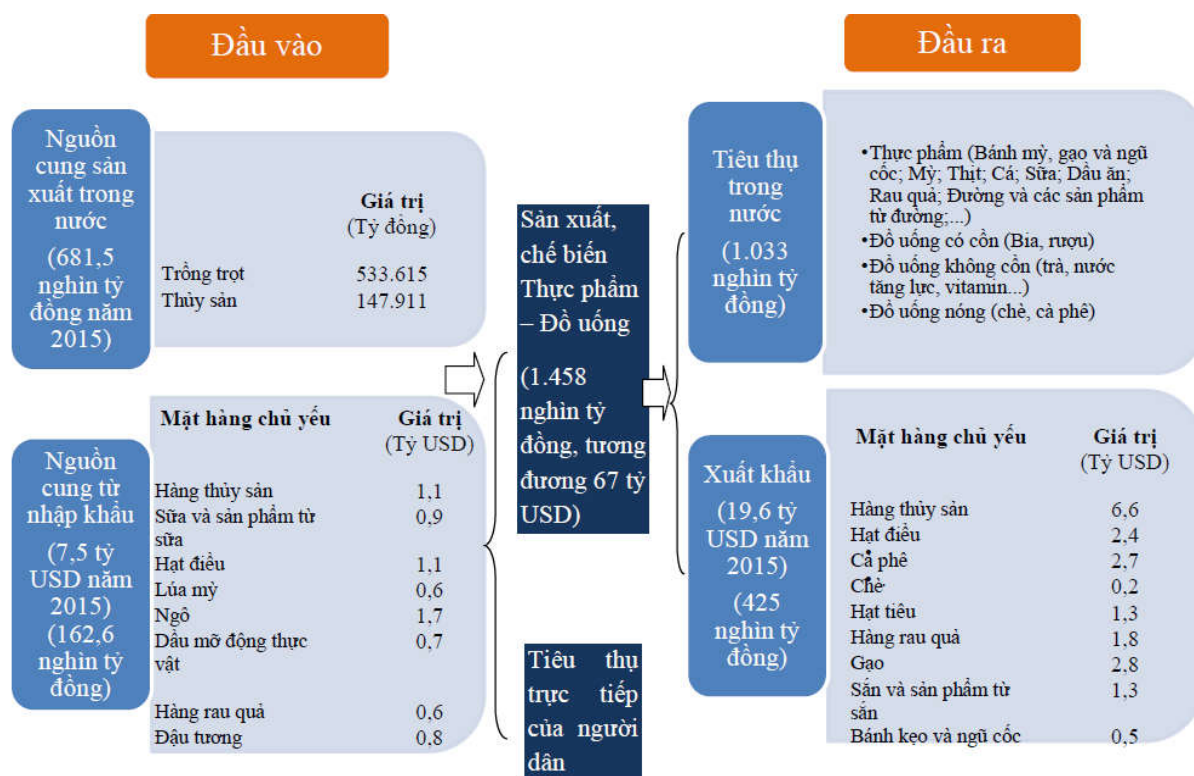 Đầu vào
Nguồn
cung sản
xuất trong
nước
(681,5
nghìn tỷ
đồng năm
2015)
Giá trị
(Tỷ đồng)
Trồng trọt 533.615
Thủy sản 147.911
Nguồn
cung từ
nhập khẩu
(7,5 tỷ
USD năm
2015)
(162,6
nghìn tỷ
đồng)
Mặt hàng chủ yếu Giá trị
(Tỷ USD)
Hàng thủy sản 1,1
Sữa và sản phẩm từ 0,9
sữa
Hạt điều 1,1
Lúa mỳ 0,6
Ngô 1,7
Dầu mỡ động thực 0,7
vật
Hàng rau quả 0,6
Đậu tương 0,8
Sản xuất,
chế biến
Thực phẩm
– Đồ uống
(1.458
nghìn tỷ
đồng, tương
đương 67 tỷ
USD)
Tiêu thụ
trực tiếp
của người
dân
Đầu ra
Tiêu thụ
trong
nước
(1.033
nghìn tỷ
đồng)
•Thực phẩm (Bánh mỳ, gạo và ngũ
cốc; Mỳ; Thịt; Cá; Sữa; Dầu ăn;
Rau quả; Đường và các sản phẩm
từ đường;...)
•Đồ uống có cồn (Bia, rượu)
•Đồ uống không cồn (trà, nước
tăng lực, vitamin...)
•Đồ uống nóng (chè, cà phê)
Xuất khẩu
(19,6 tỷ
USD năm
2015)
(425
nghìn tỷ
đồng)
Mặt hàng chủ yếu Giá trị
(Tỷ USD)
Hàng thủy sản 6,6
Hạt điều 2,4
Cà phê 2,7
Chè 0,2
Hạt tiêu 1,3
Hàng rau quả 1,8
Gạo 2,8
Sắn và sản phẩm từ 1,3
sắn
Bánh kẹo và ngũ cốc 0,5